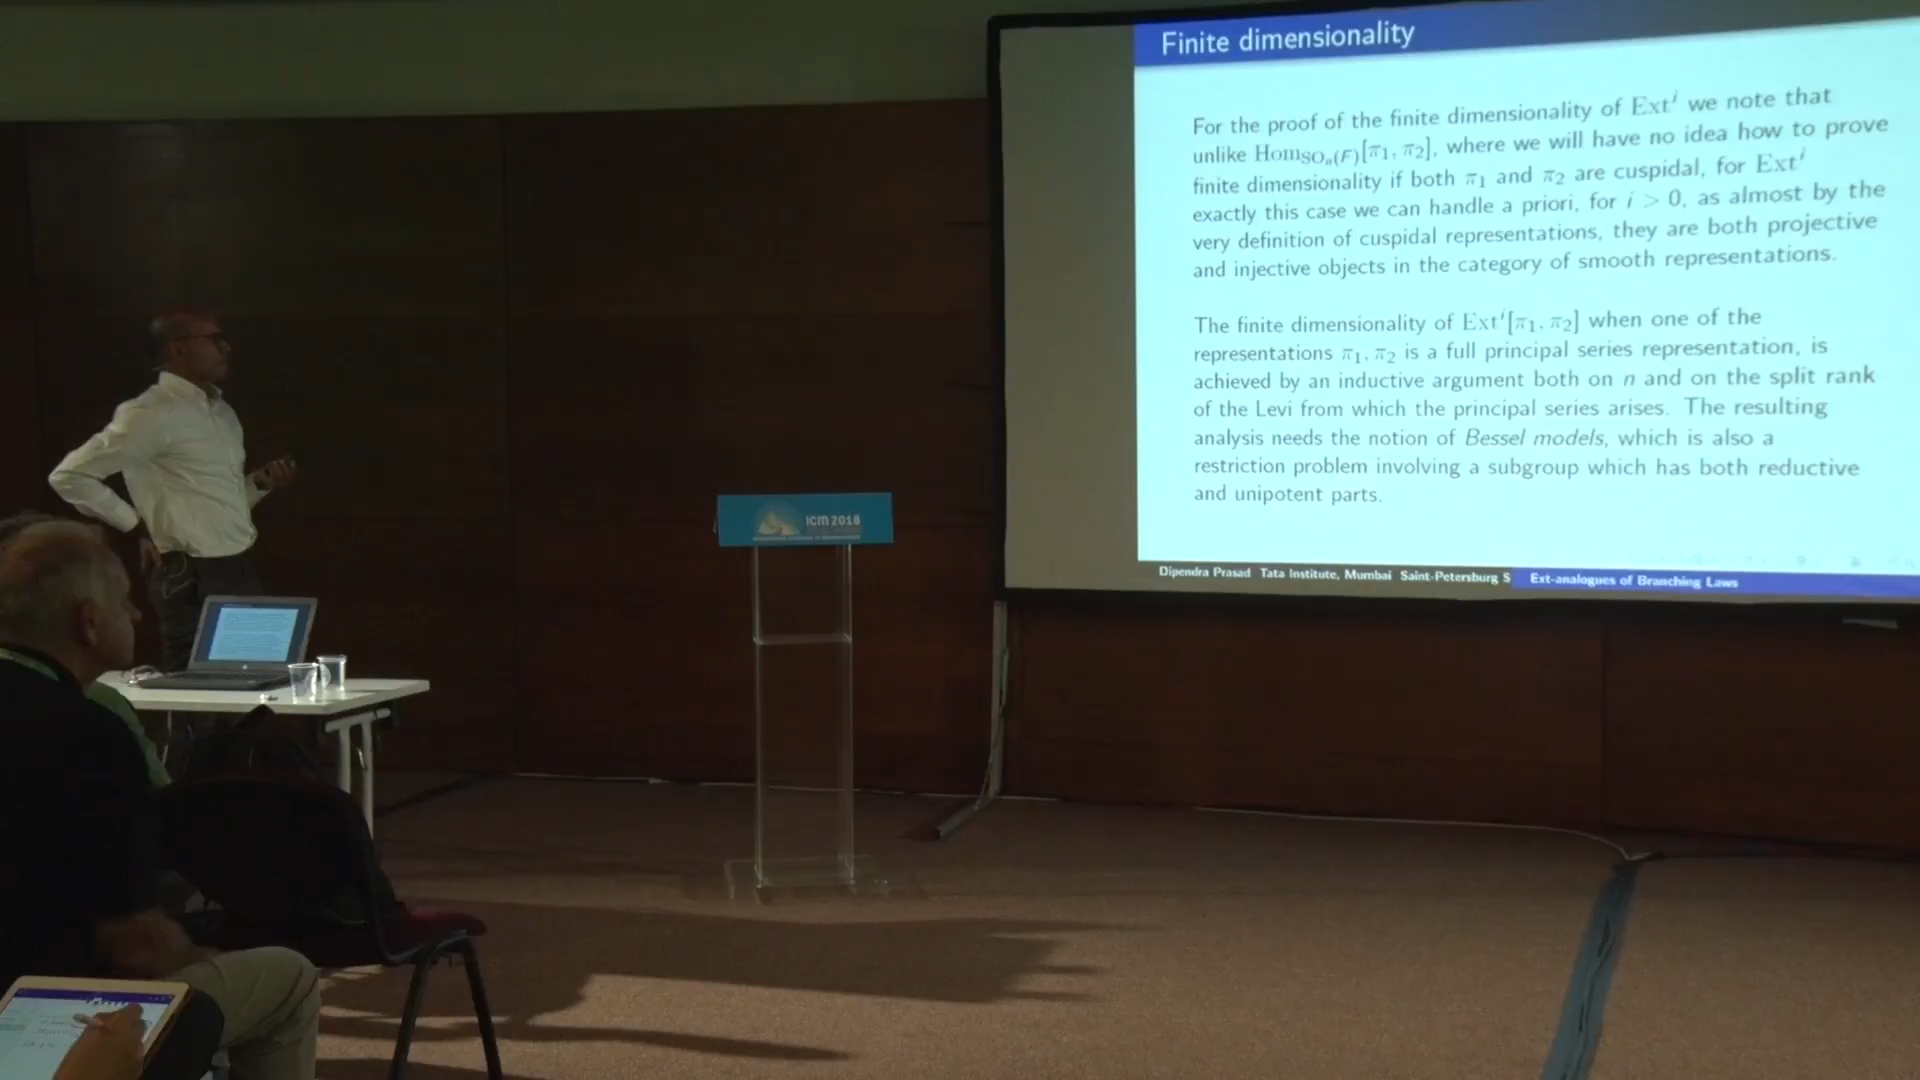 Finite dimensionality
For the proof of the finite dimensionality of Extⁱ we note that
unlike Hom_SOₙ(F)[π₁, π₂], where we will have no idea how to prove
finite dimensionality if both π₁ and π₂ are cuspidal, for Extⁱ
exactly this case we can handle a priori, for i > 0, as almost by the
very definition of cuspidal representations, they are both projective
and injective objects in the category of smooth representations.
The finite dimensionality of Extⁱ[π₁, π₂] when one of the
representations π₁, π₂ is a full principal series representation, is
achieved by an inductive argument both on n and on the split rank
of the Levi from which the principal series arises. The resulting
analysis needs the notion of Bessel models, which is also a
restriction problem involving a subgroup which has both reductive
and unipotent parts.
Dipendra Prasad Tata Institute, Mumbai Saint-Petersburg S Ext-analogues of Branching Laws
ICM 2018